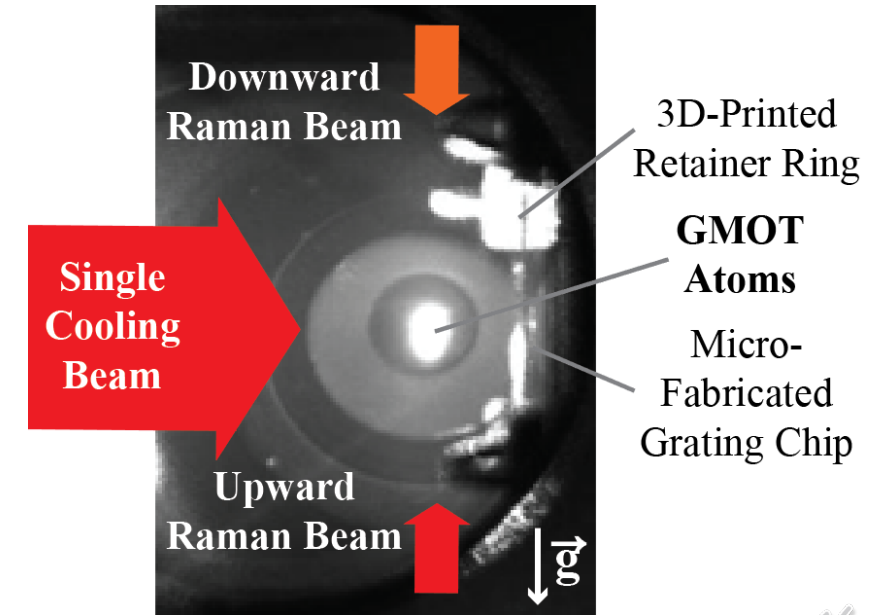 Downward
Raman Beam
3D-Printed
Retainer Ring
GMOT
Atoms
Single
Cooling
Beam
Micro-
Fabricated
Grating Chip
Upward
Raman Beam
g